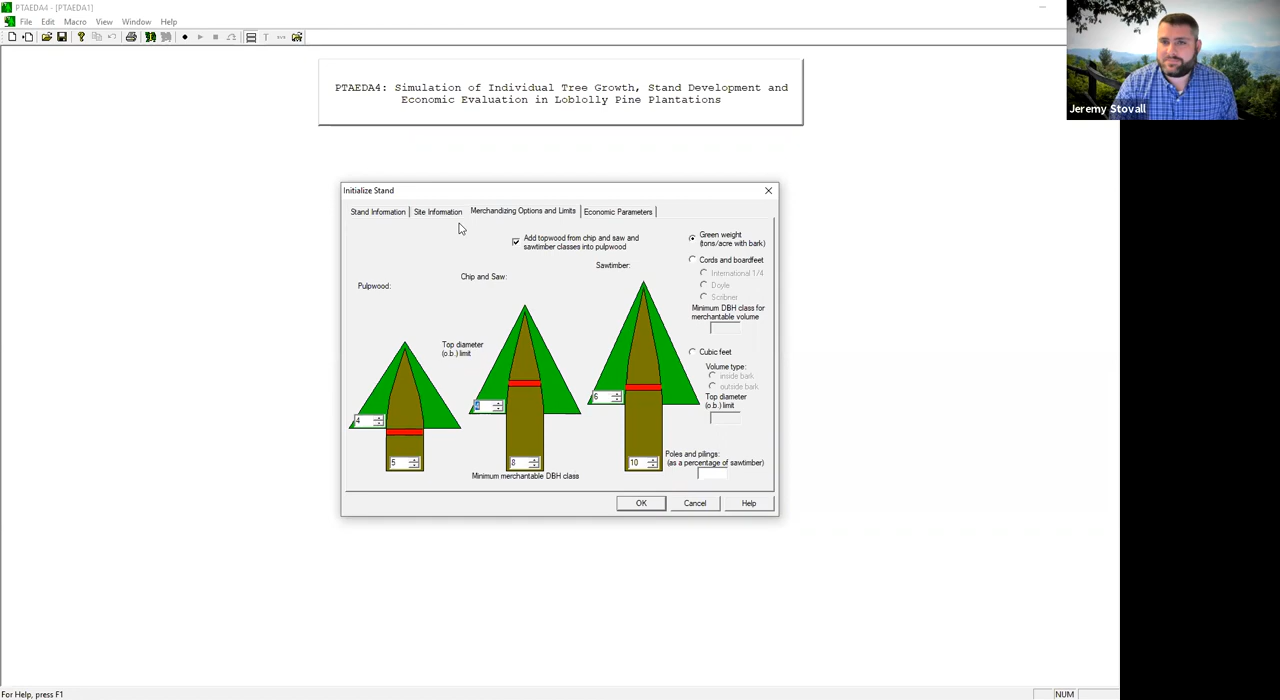 PTAEDA4 - [PTAEDA1]
File Edit Macro View Window Help
PTAEDA4: Simulation of Individual Tree Growth, Stand Development and
Economic Evaluation in Loblolly Pine Plantations
Jeremy Stovall
Initialize Stand
Stand Information Site Information Merchandizing Options and Limits Economic Parameters
Add topwood from chip and saw and
sawtimber classes into pulpwood
Pulpwood:
Chip and Saw:
Sawtimber:
Top diameter
(o.b.) limit
4
6
5
8
10
Minimum merchantable DBH class
Green weight
(tons/acre with bark)
Cords and boardfeet
International 1/4
Doyle
Scribner
Minimum DBH class for
merchantable volume
Cubic feet
Volume type:
inside bark
outside bark
Top diameter
(o.b.) limit
Poles and pilings:
(as a percentage of sawtimber)
OK Cancel Help
For Help, press F1
NUM